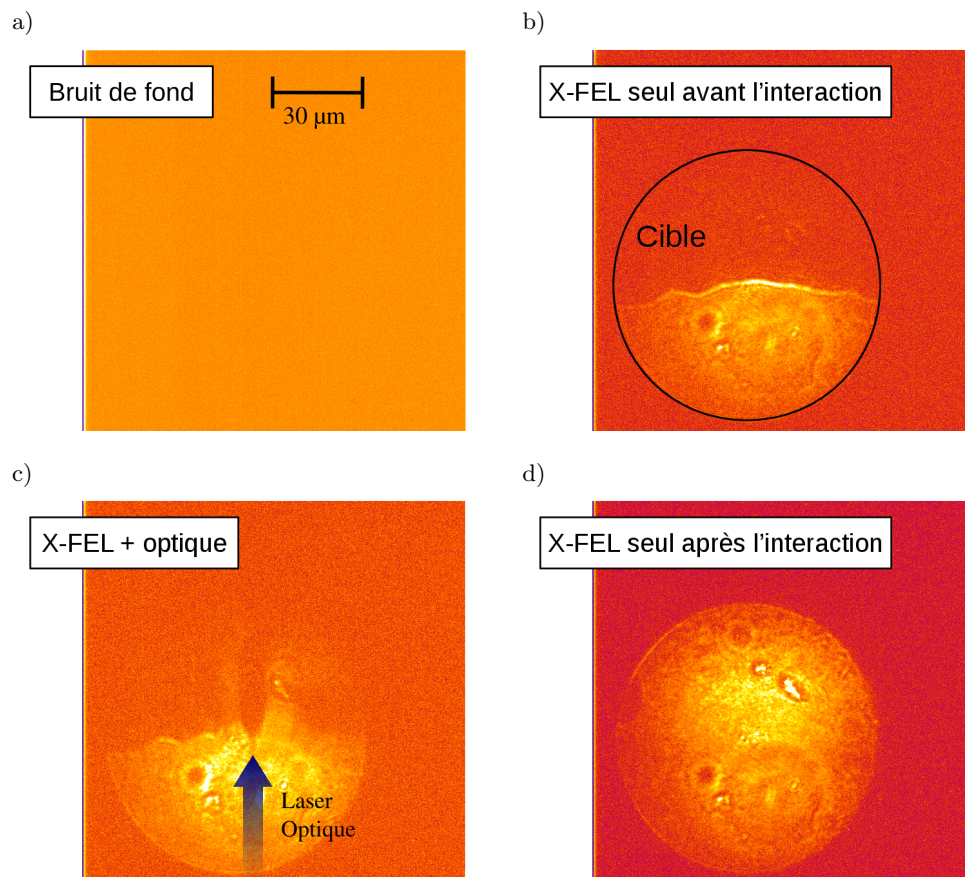 a)
Bruit de fond
30 μm
b)
X-FEL seul avant l'interaction
Cible
c)
X-FEL + optique
Laser
Optique
d)
X-FEL seul après l'interaction